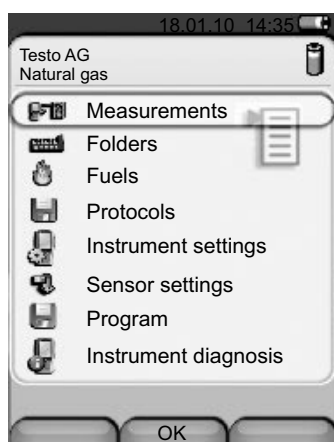 18.01.10 14:35
Testo AG
Natural gas
Measurements
Folders
Fuels
Protocols
Instrument settings
Sensor settings
Program
Instrument diagnosis
OK